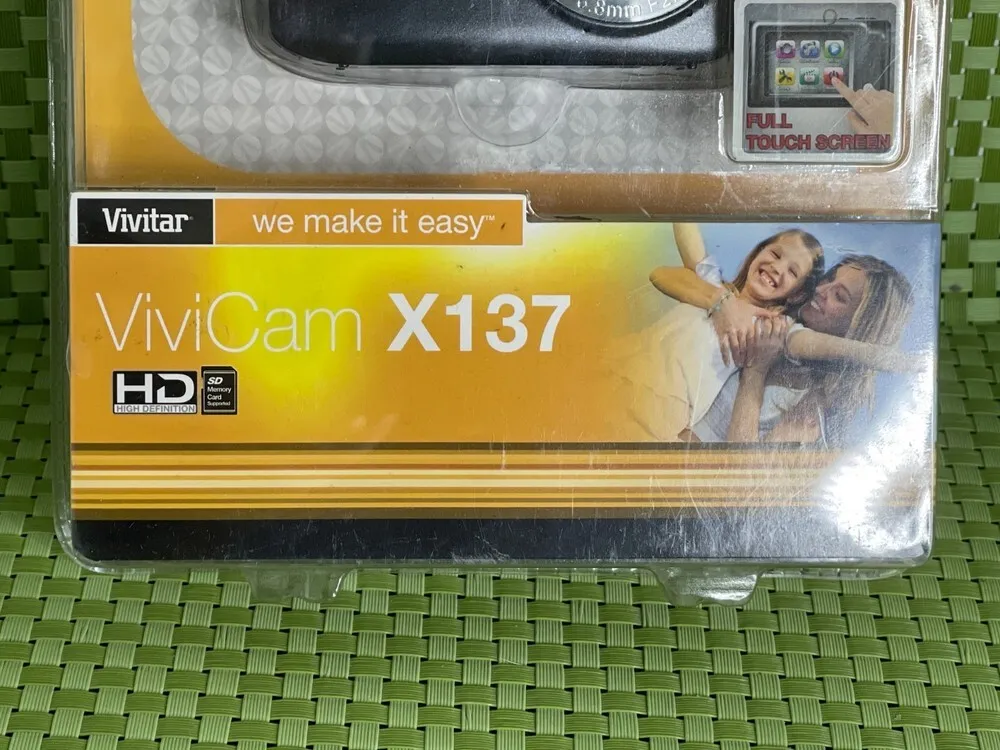 FULL
TOUCH SCREEN
Vivitar
we make it easy™
ViviCam X137
HD
HIGH DEFINITION
SD
Memory
Card
Supported